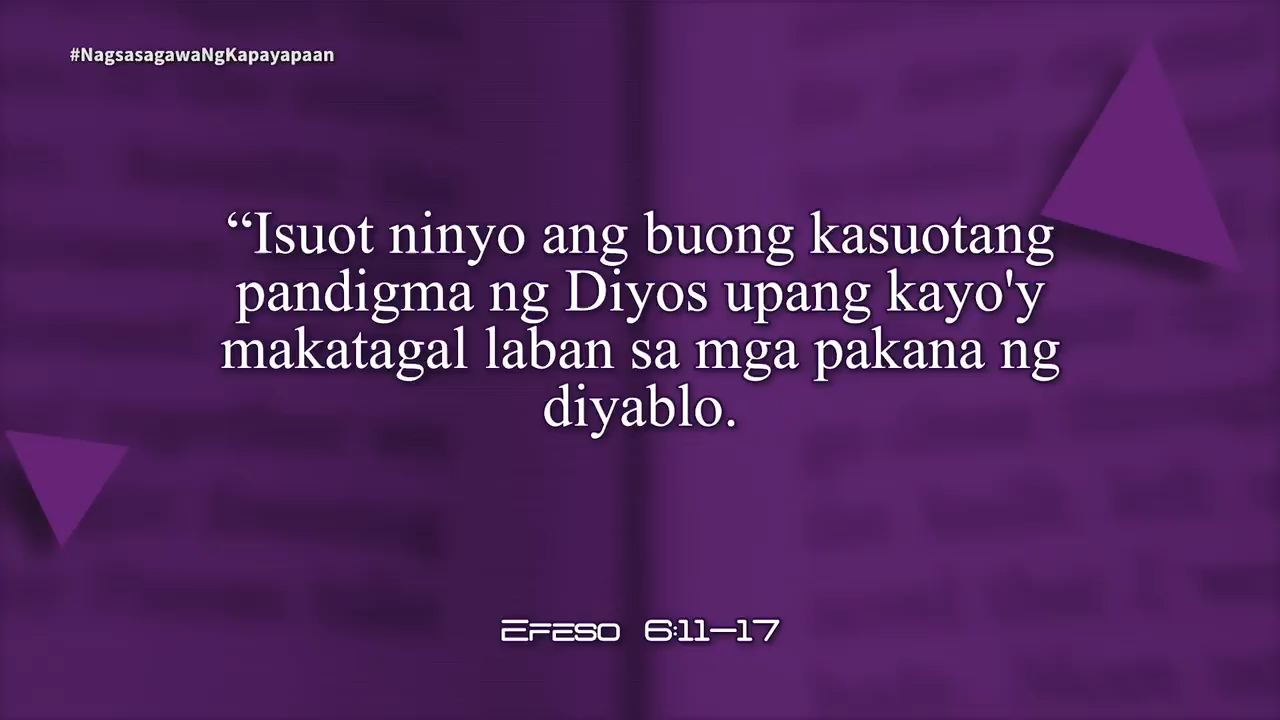 #NagsasagawaNgKapayapaan
“Isuot ninyo ang buong kasuotang
pandigma ng Diyos upang kayo'y
makatagal laban sa mga pakana ng
diyablo.
Efeso 6:11–17